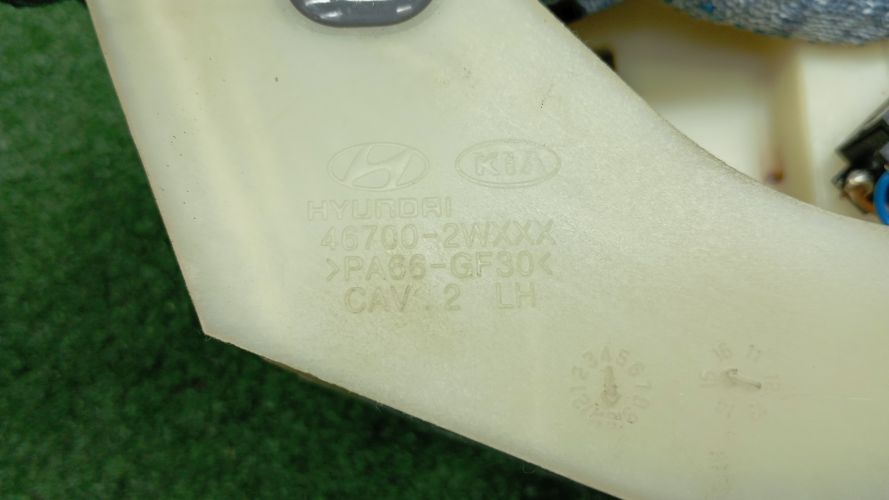 KIA
HYUNDAI
46700-2WXXX
>PA66-GF30<
CAV.2 LH